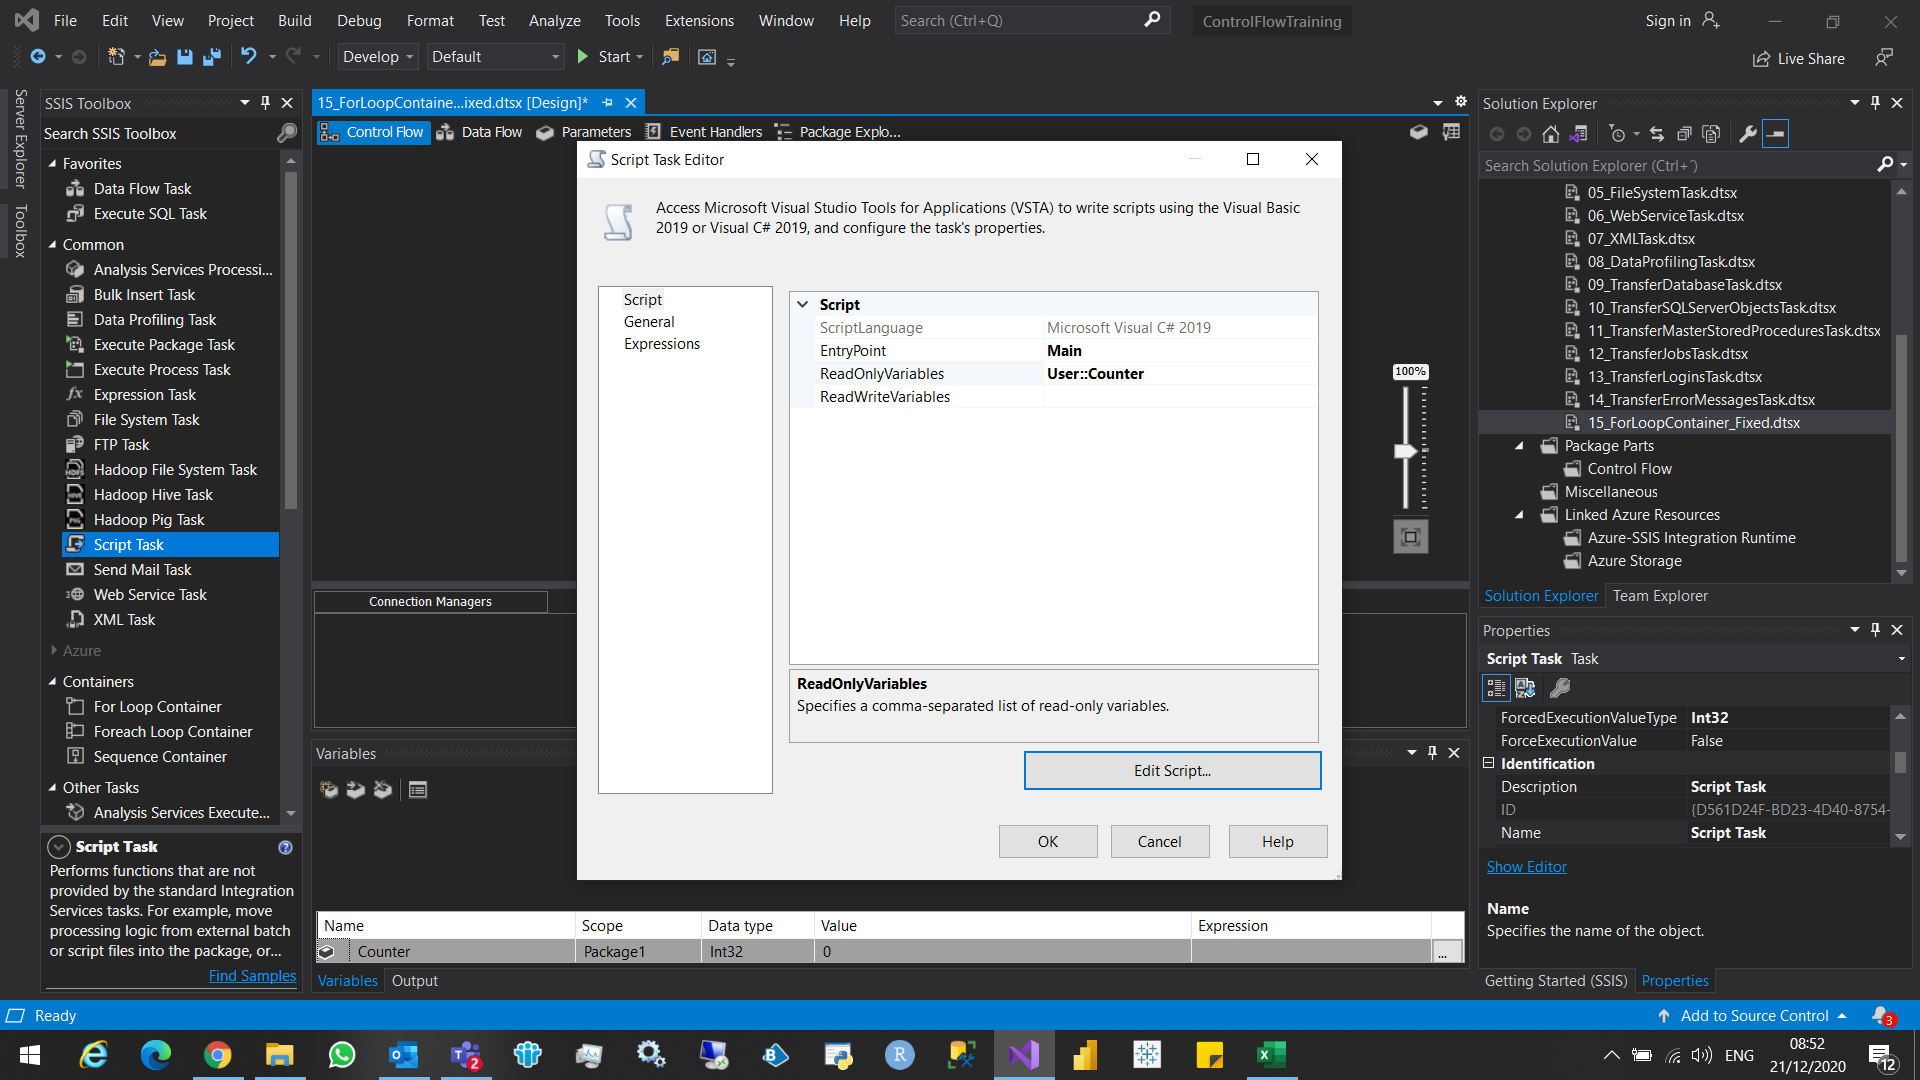 File Edit View Project Build Debug Format Test Analyze Tools Extensions Window Help Search (Ctrl+Q) ControlFlowTraining Sign in
Develop Default Start Live Share
Server Explorer
Toolbox
SSIS Toolbox
Search SSIS Toolbox
Favorites
Data Flow Task
Execute SQL Task
Common
Analysis Services Processi...
Bulk Insert Task
Data Profiling Task
Execute Package Task
Execute Process Task
Expression Task
File System Task
FTP Task
Hadoop File System Task
Hadoop Hive Task
Hadoop Pig Task
Script Task
Send Mail Task
Web Service Task
XML Task
Azure
Containers
For Loop Container
Foreach Loop Container
Sequence Container
Other Tasks
Analysis Services Execute...
Script Task
Performs functions that are not
provided by the standard Integration
Services tasks. For example, move
processing logic from external batch
or script files into the package, or...
Find Samples
15_ForLoopContaine...ixed.dtsx [Design]*
Control Flow Data Flow Parameters Event Handlers Package Explo...
Script Task Editor
Access Microsoft Visual Studio Tools for Applications (VSTA) to write scripts using the Visual Basic
2019 or Visual C# 2019, and configure the task's properties.
Script
General
Expressions
Script
ScriptLanguage Microsoft Visual C# 2019
EntryPoint Main
ReadOnlyVariables User::Counter
ReadWriteVariables
ReadOnlyVariables
Specifies a comma-separated list of read-only variables.
Edit Script...
OK Cancel Help
100%
Connection Managers
Variables
Name Scope Data type Value Expression
Counter Package1 Int32 0 ...
Variables Output
Solution Explorer
Search Solution Explorer (Ctrl+¨)
05_FileSystemTask.dtsx
06_WebServiceTask.dtsx
07_XMLTask.dtsx
08_DataProfilingTask.dtsx
09_TransferDatabaseTask.dtsx
10_TransferSQLServerObjectsTask.dtsx
11_TransferMasterStoredProceduresTask.dtsx
12_TransferJobsTask.dtsx
13_TransferLoginsTask.dtsx
14_TransferErrorMessagesTask.dtsx
15_ForLoopContainer_Fixed.dtsx
Package Parts
Control Flow
Miscellaneous
Linked Azure Resources
Azure-SSIS Integration Runtime
Azure Storage
Solution Explorer Team Explorer
Properties
Script Task Task
ForcedExecutionValueType Int32
ForceExecutionValue False
Identification
Description Script Task
ID {D561D24F-BD23-4D40-8754-
Name Script Task
Show Editor
Name
Specifies the name of the object.
Getting Started (SSIS) Properties
Ready Add to Source Control 3
2 ENG 08:52
21/12/2020 12